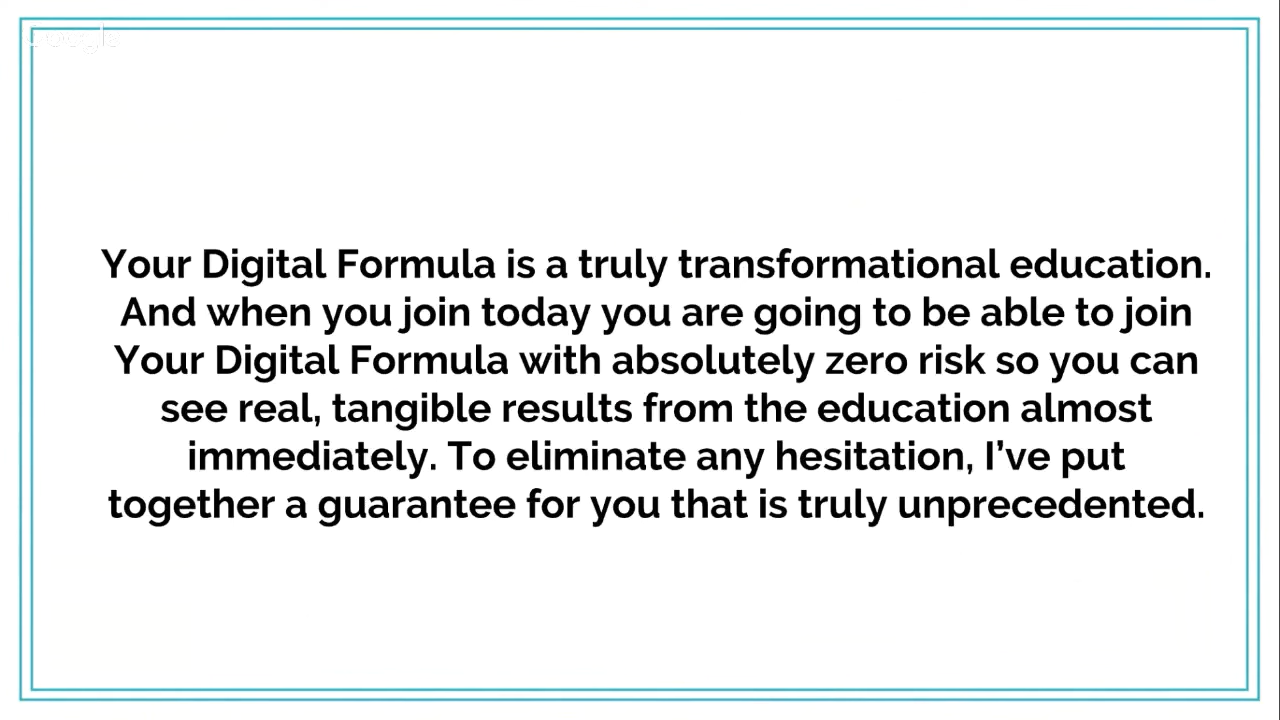 Google
Your Digital Formula is a truly transformational education.
And when you join today you are going to be able to join
Your Digital Formula with absolutely zero risk so you can
see real, tangible results from the education almost
immediately. To eliminate any hesitation, I’ve put
together a guarantee for you that is truly unprecedented.